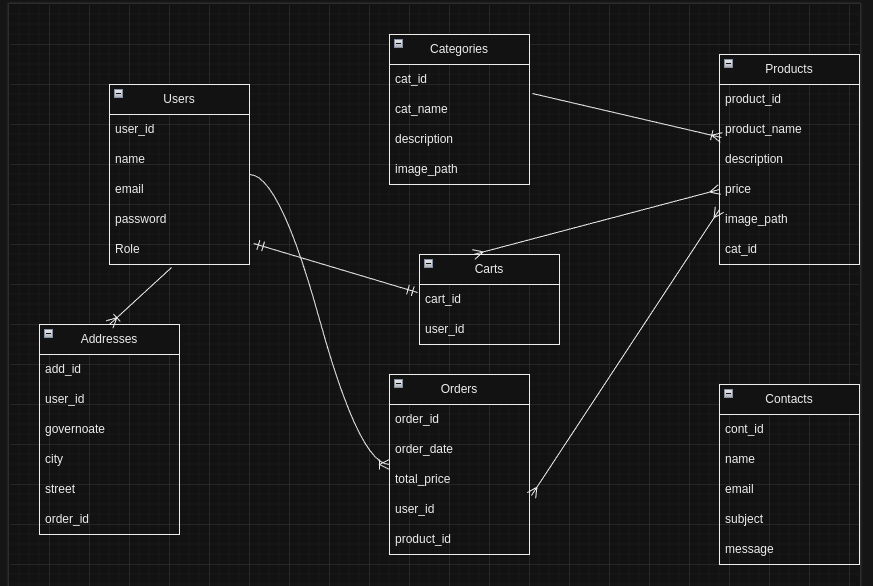 Categories
cat_id
cat_name
description
image_path
Products
product_id
product_name
description
price
image_path
cat_id
Users
user_id
name
email
password
Role
Carts
cart_id
user_id
Addresses
add_id
user_id
governoate
city
street
order_id
Orders
order_id
order_date
total_price
user_id
product_id
Contacts
cont_id
name
email
subject
message